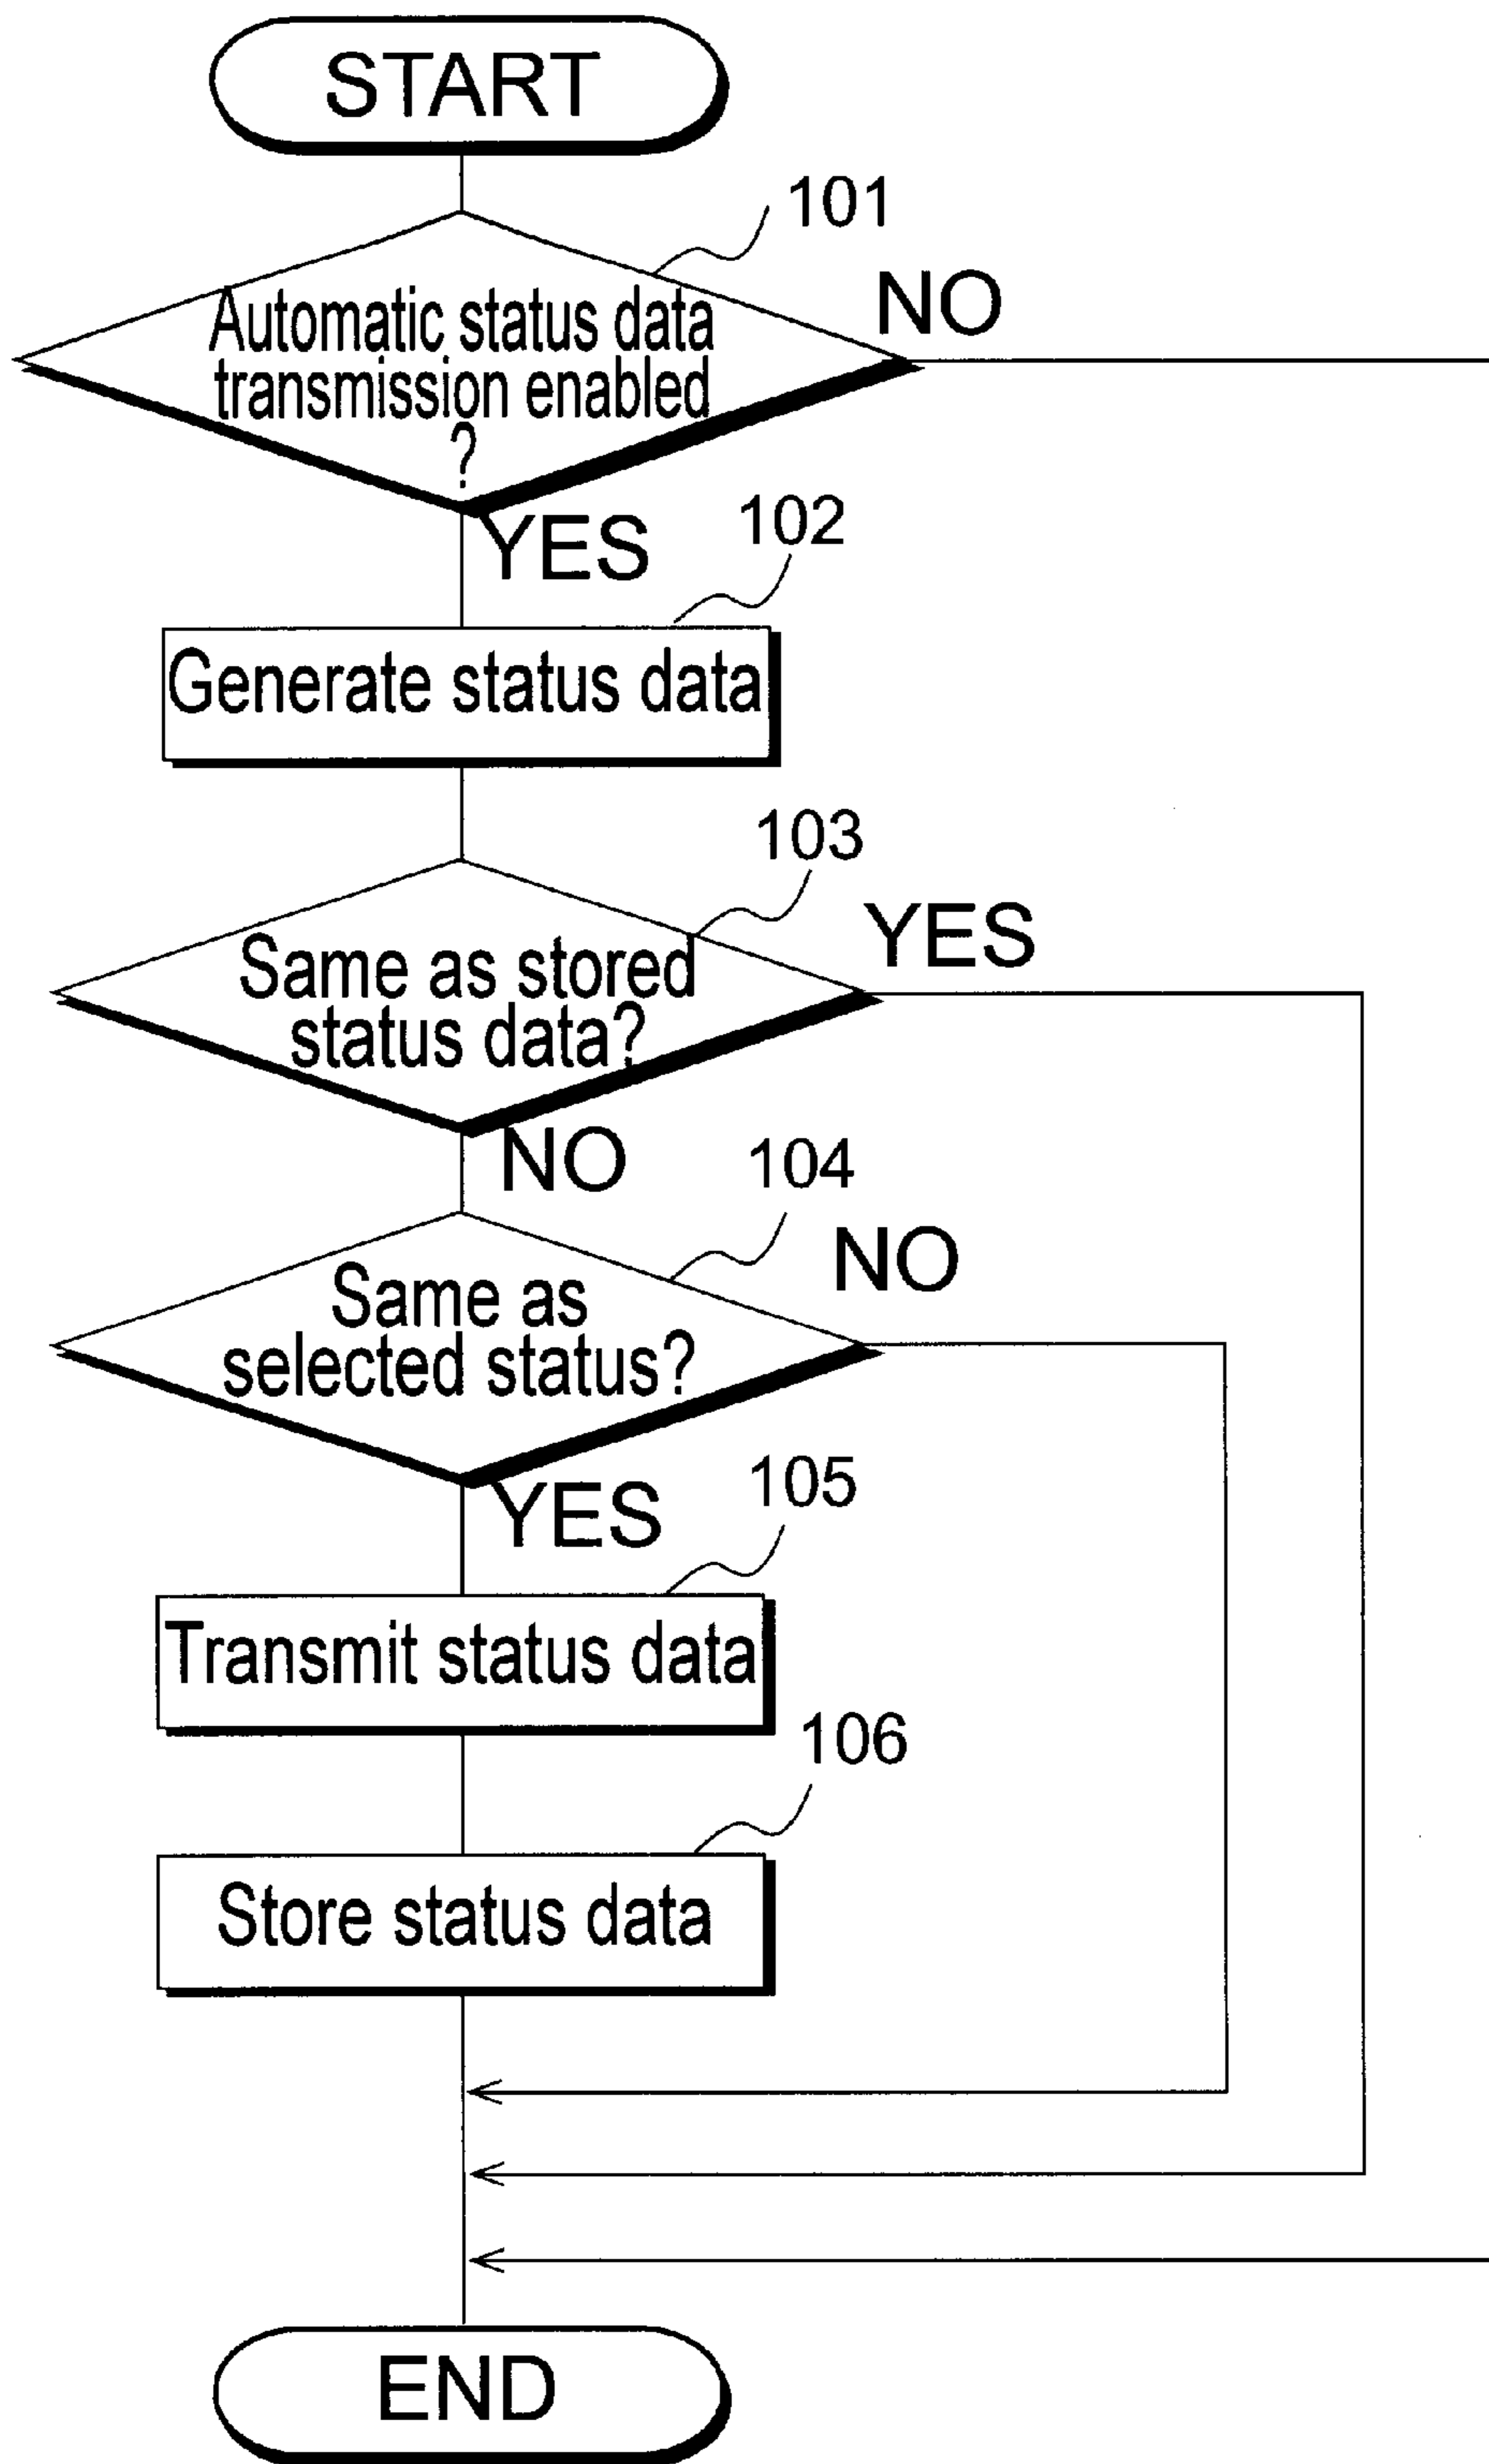 START
101
NO
Automatic status data
transmission enabled
?
YES
102
Generate status data
103
YES
Same as stored
status data?
NO
104
NO
Same as
selected status?
YES
105
Transmit status data
106
Store status data
END